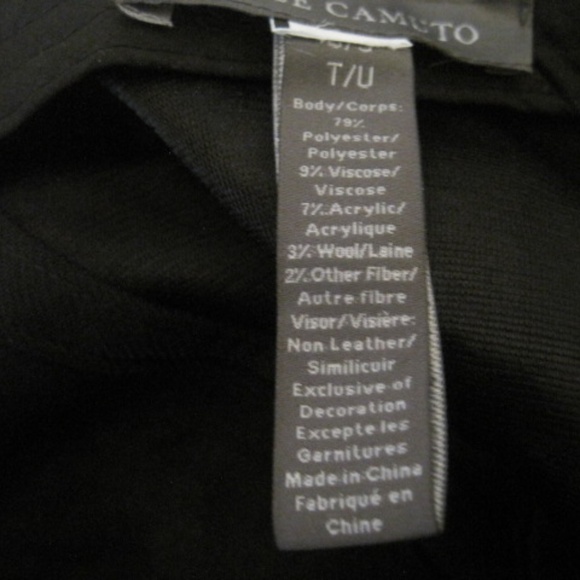 CAMUTO
T/U
Body/Corps:
79%
Polyester/
Polyester
9% Viscose/
Viscose
7% Acrylic/
Acrylique
3% Wool/Laine
2% Other Fiber/
Autre fibre
Visor/Visière:
Non Leather/
Similicuir
Exclusive of
Decoration
Excepte les
Garnitures
Made in China
Fabriqué en
Chine